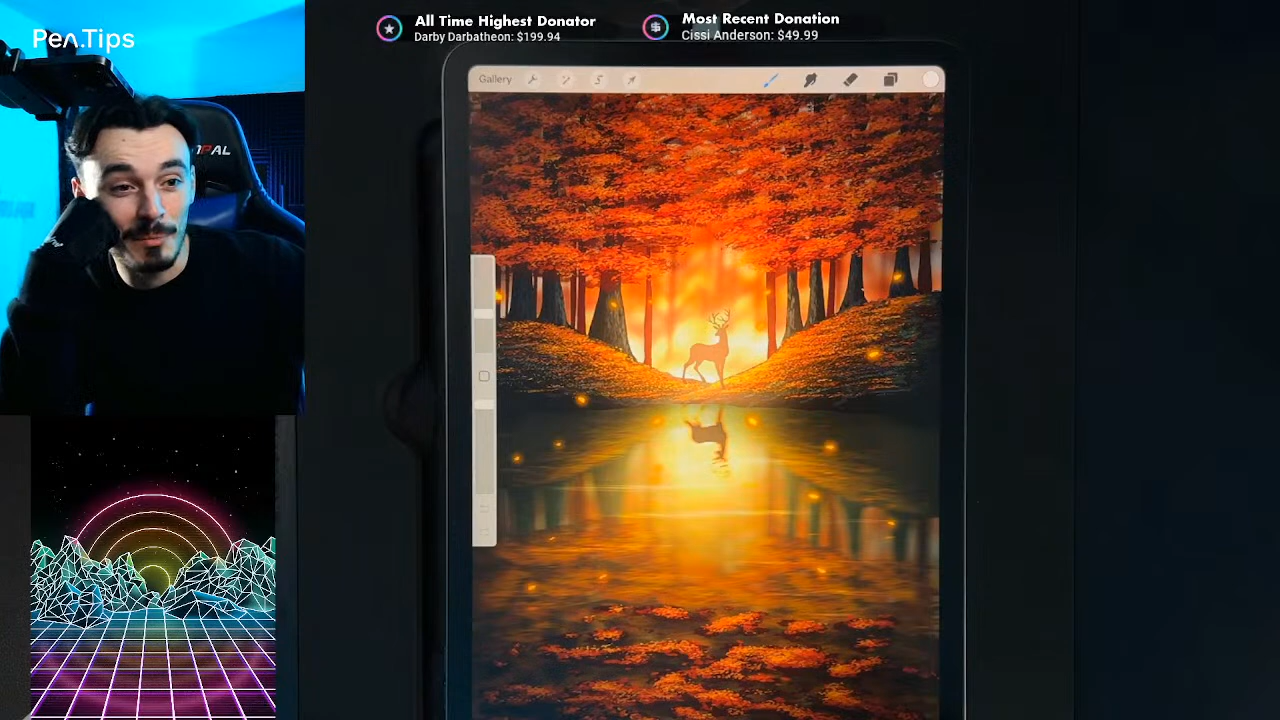 Pen.Tips
All Time Highest Donator
Darby Darbatheon: $199.94
Most Recent Donation
Cissi Anderson: $49.99
Gallery